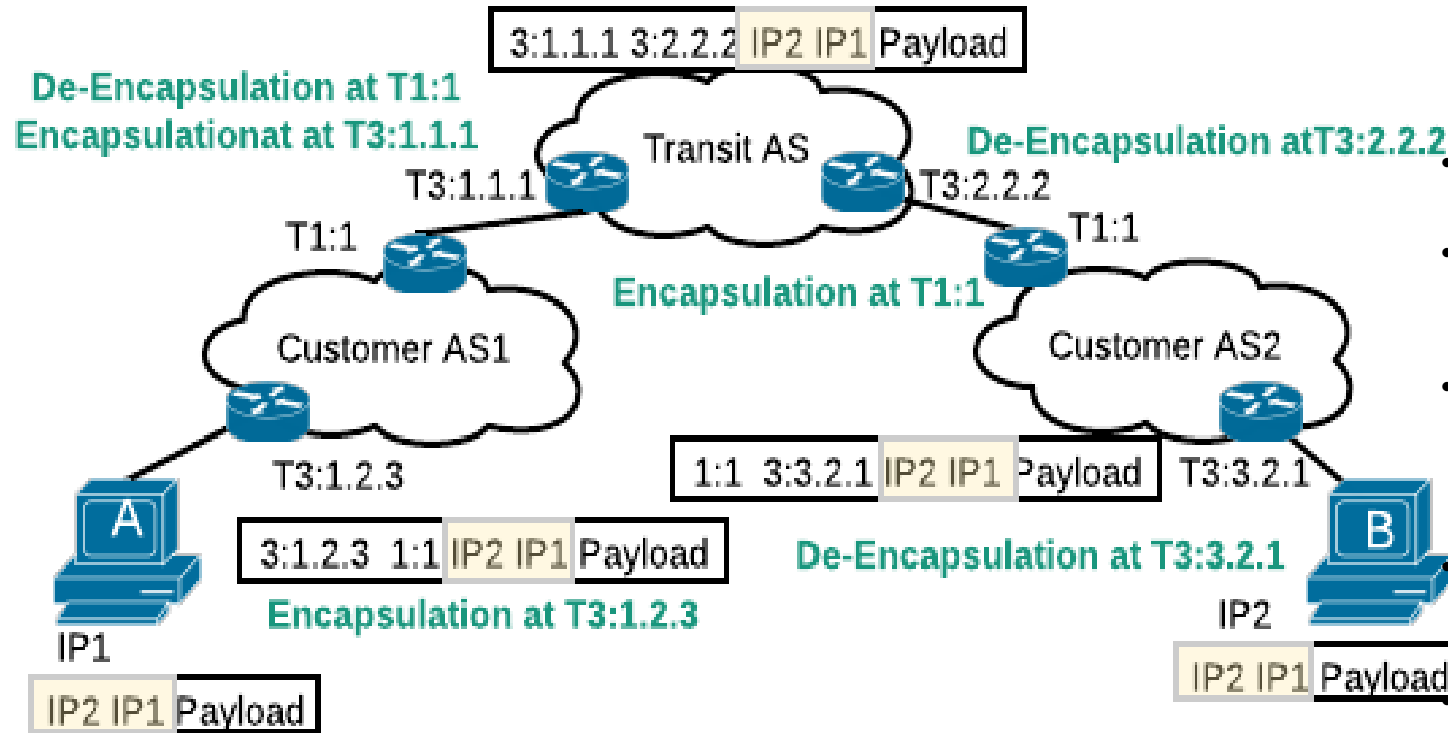 3:1.1.1 3:2.2.2 IP2 IP1 Payload
De-Encapsulation at T1:1
Encapsulationat at T3:1.1.1
Transit AS
De-Encapsulation atT3:2.2.2
T3:1.1.1
T3:2.2.2
T1:1
T1:1
Encapsulation at T1:1
Customer AS1
Customer AS2
T3:1.2.3
1:1 3:3.2.1 IP2 IP1 Payload
T3:3.2.1
A
B
3:1.2.3 1:1 IP2 IP1 Payload
De-Encapsulation at T3:3.2.1
Encapsulation at T3:1.2.3
IP1
IP2
IP2 IP1 Payload
IP2 IP1 Payload